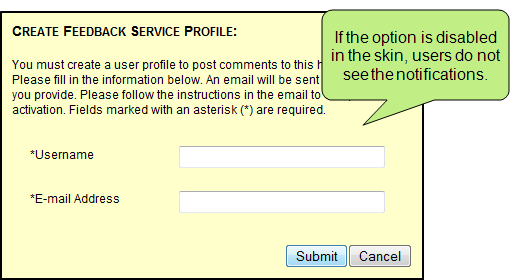 CREATE FEEDBACK SERVICE PROFILE:
You must create a user profile to post comments to this
Please fill in the information below. An email will be sent
you provide. Please follow the instructions in the email to
activation. Fields marked with an asterisk (*) are required.
If the option is disabled
in the skin, users do not
see the notifications.
*Username
*E-mail Address
Submit Cancel